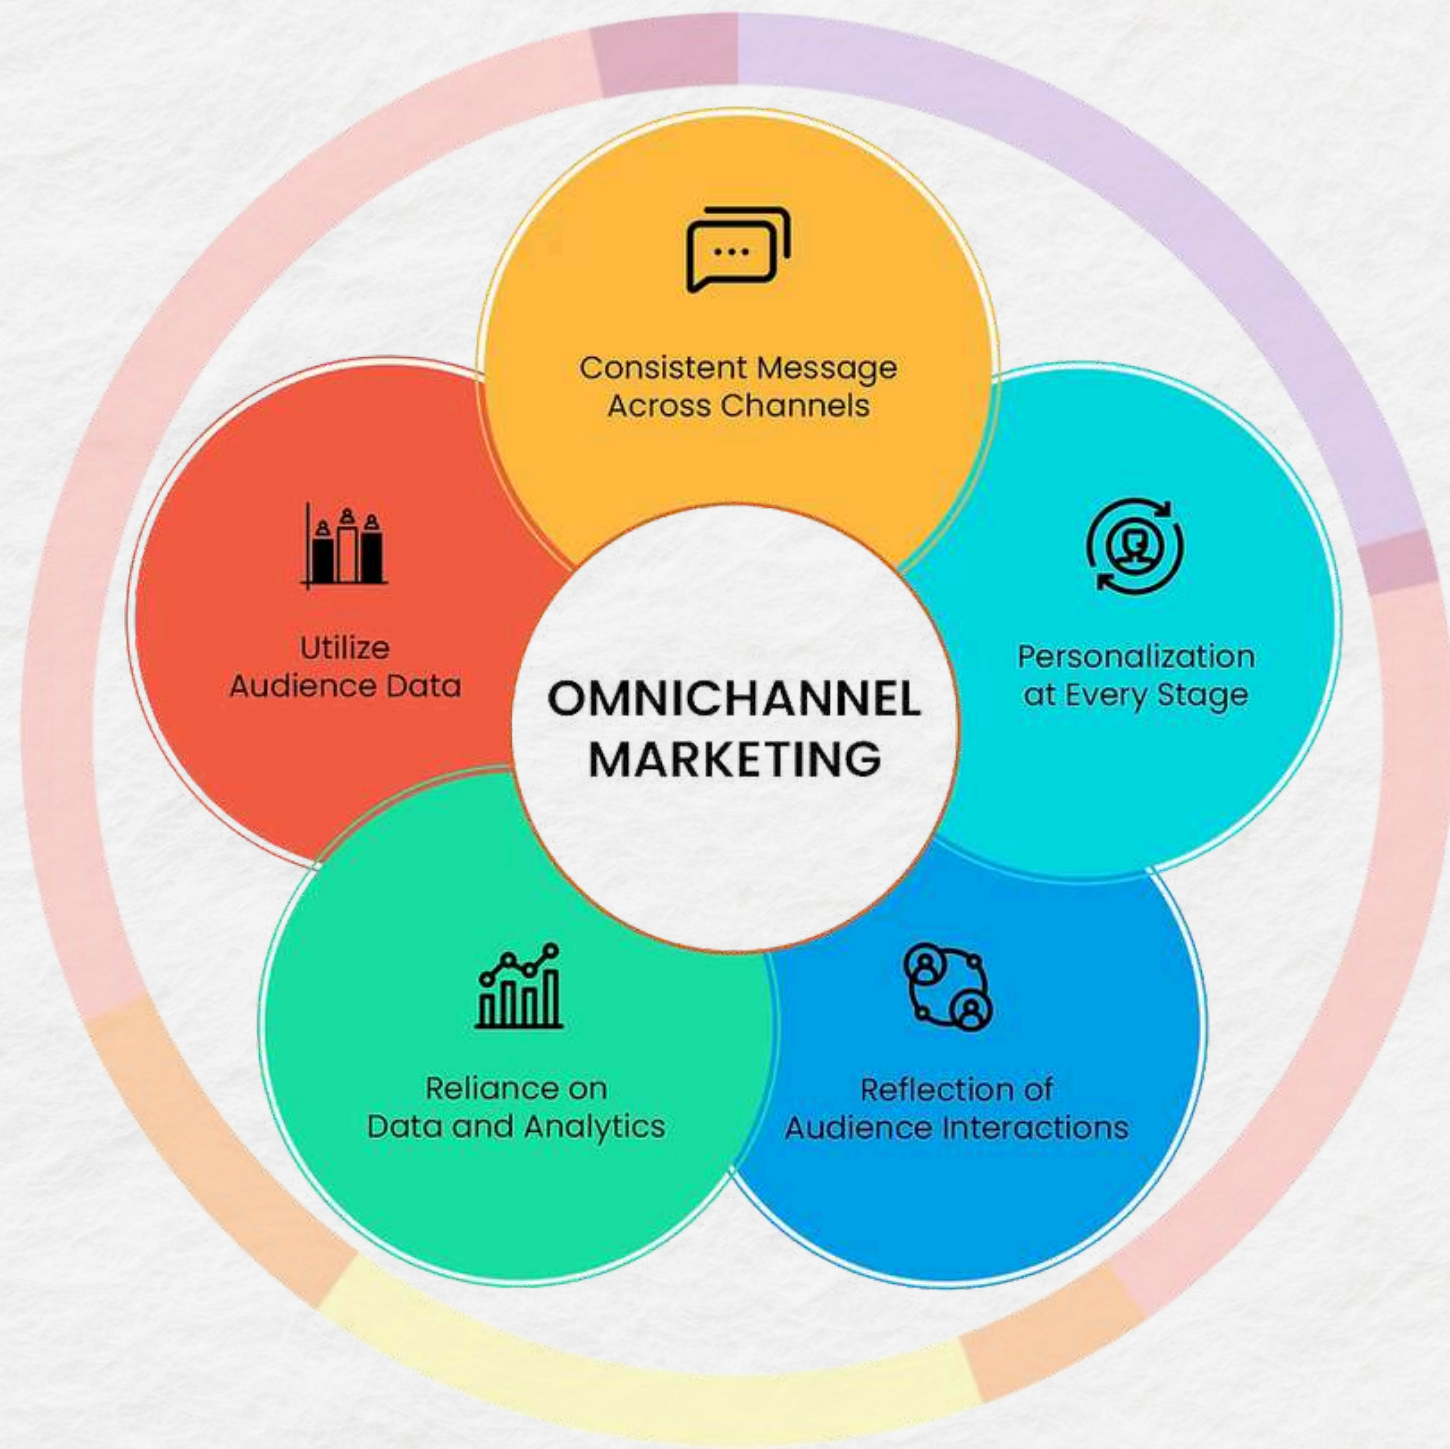 Consistent Message
Across Channels
Utilize
Audience Data
Personalization
at Every Stage
OMNICHANNEL
MARKETING
Reliance on
Data and Analytics
Reflection of
Audience Interactions